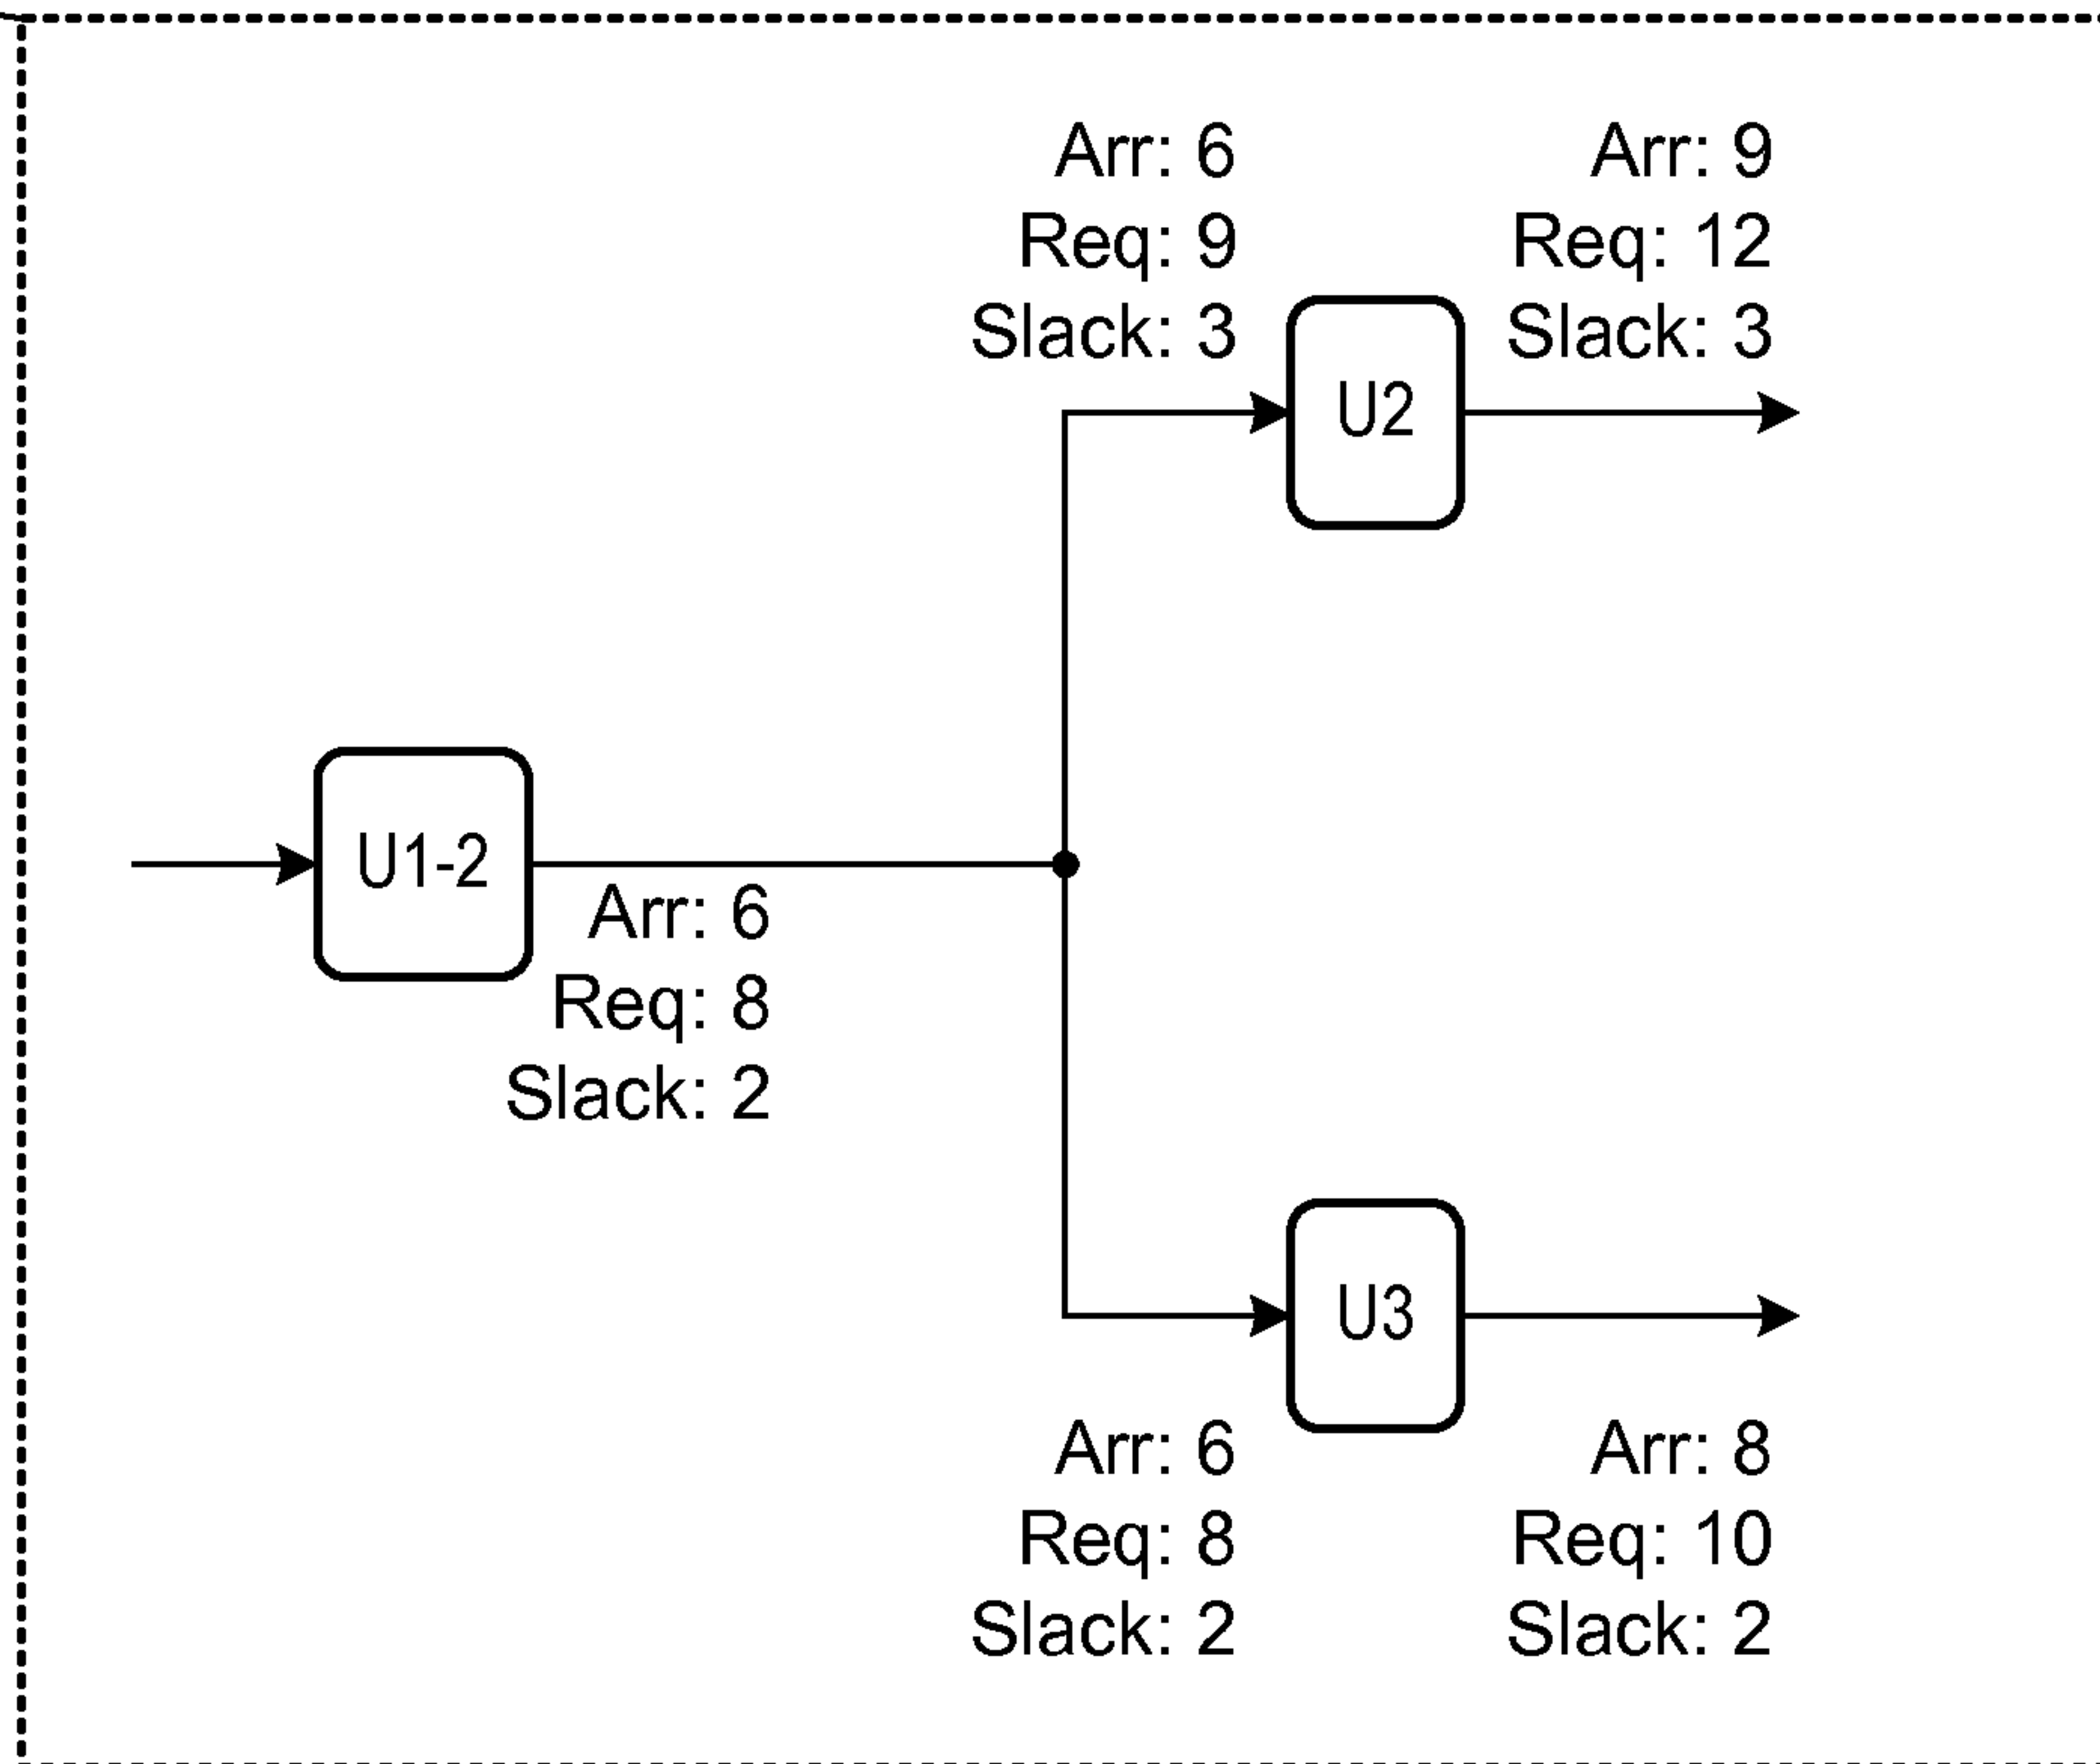 Arr: 6
Req: 9
Slack: 3
Arr: 9
Req: 12
Slack: 3
U2
U1-2
Arr: 6
Req: 8
Slack: 2
U3
Arr: 6
Req: 8
Slack: 2
Arr: 8
Req: 10
Slack: 2